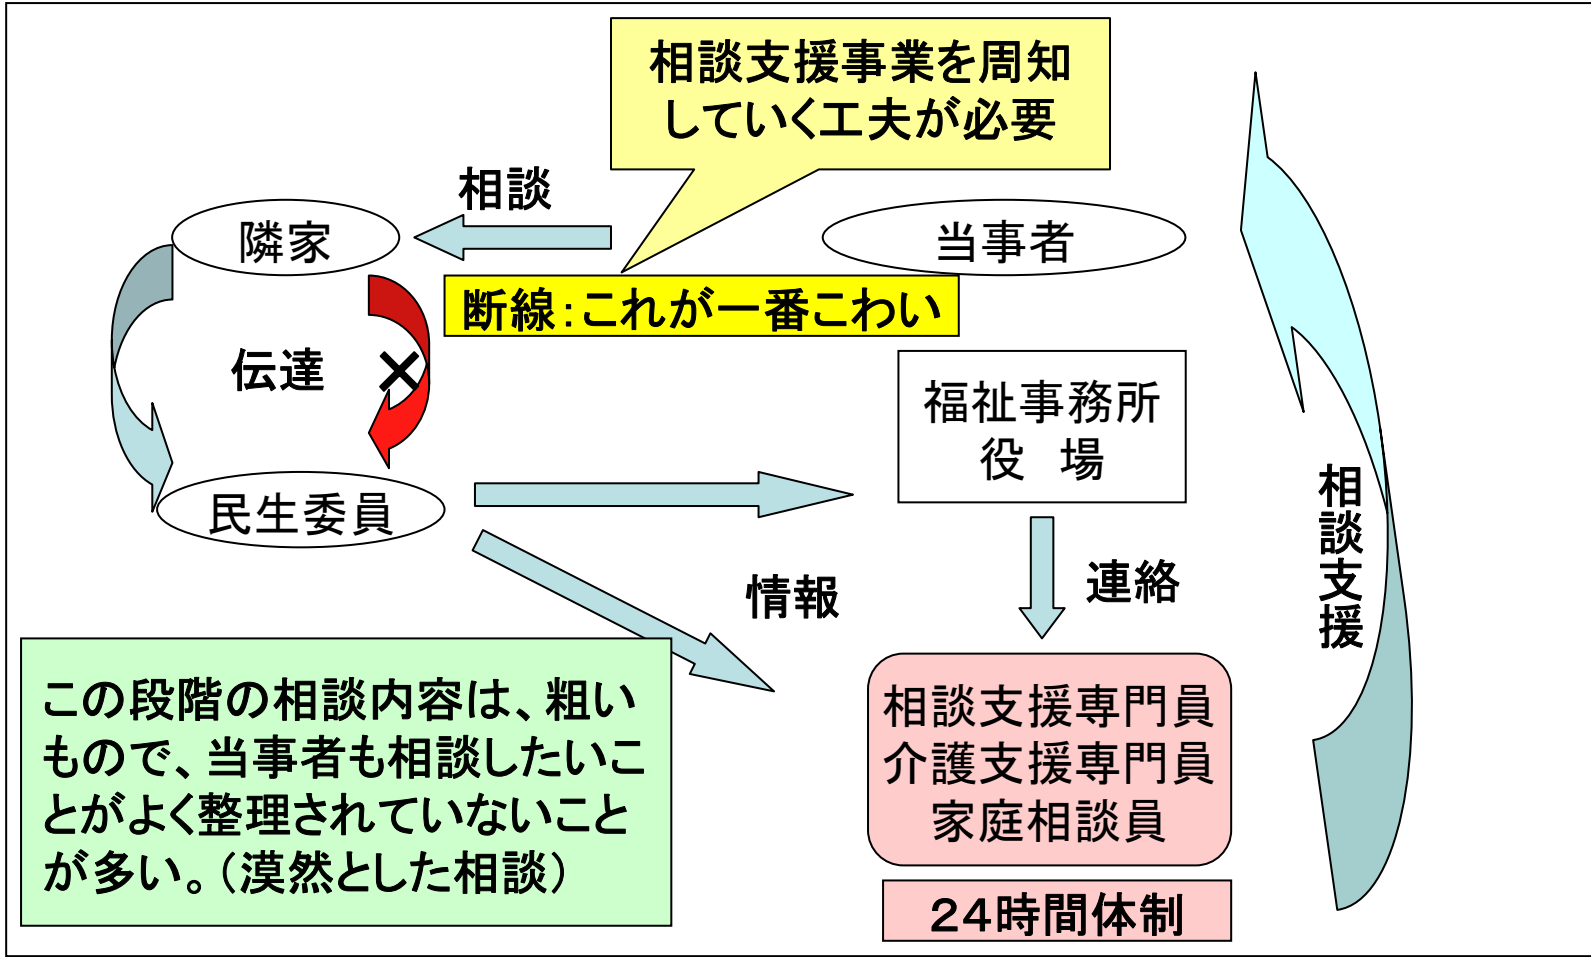 相談支援事業を周知
していく工夫が必要
相談
隣家
当事者
断線：これが一番こわい
伝達
×
福祉事務所
役　場
民生委員
情報
連絡
相談支援
この段階の相談内容は、粗い
もので、当事者も相談したいこ
とがよく整理されていないこと
が多い。（漠然とした相談）
相談支援専門員
介護支援専門員
家庭相談員
２４時間体制